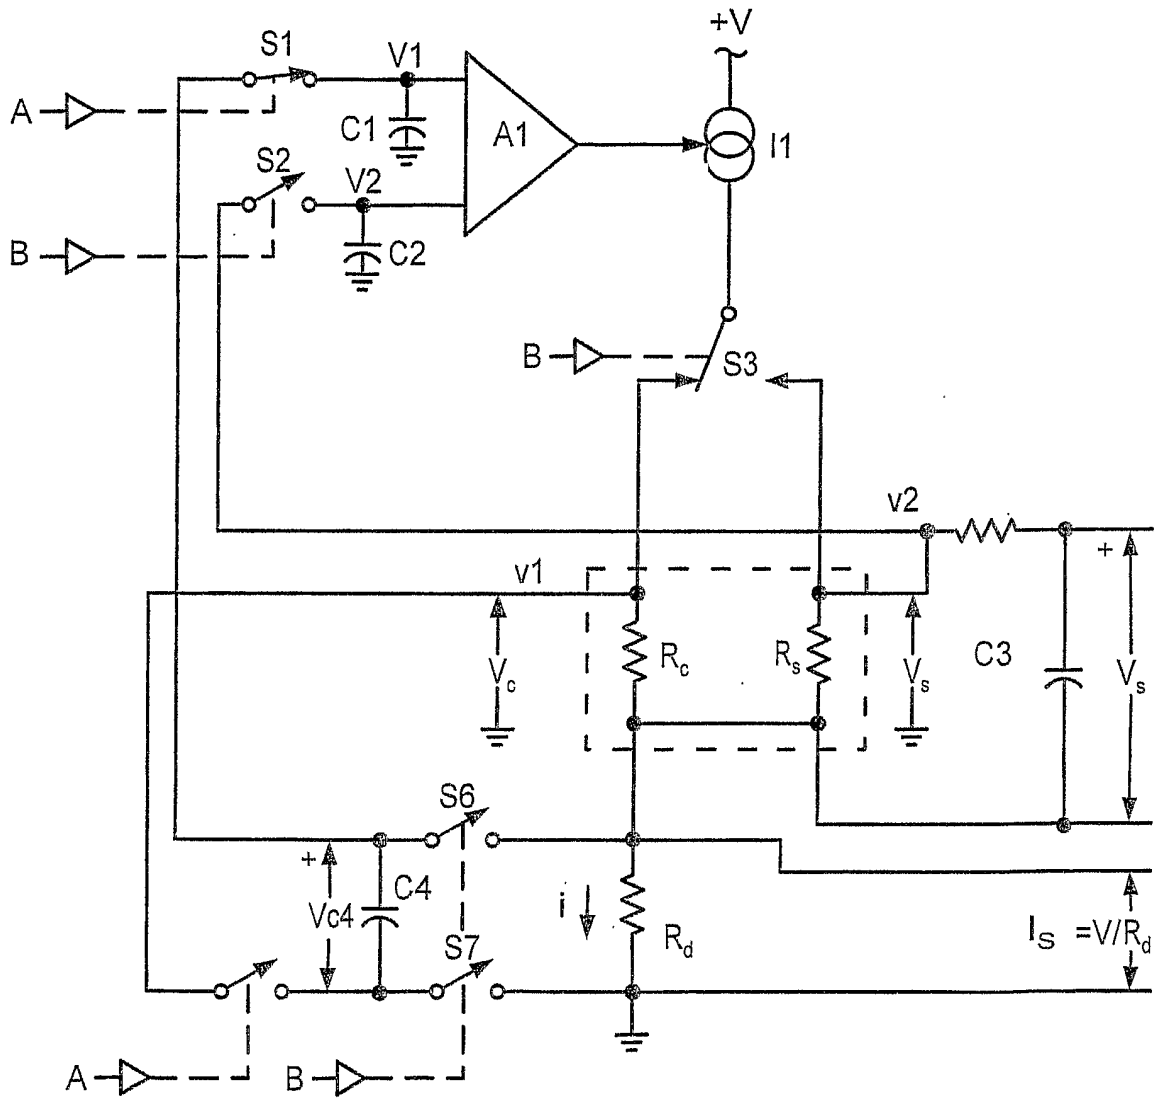 +V
S1
V1
A
C1
A1
I1
S2
V2
B
C2
B
S3
v2
+
v1
Rc
Rs
C3
Vc
Vs
Vs
S6
+
C4
Vc4
i
S7
Rd
IS =V/Rd
A
B